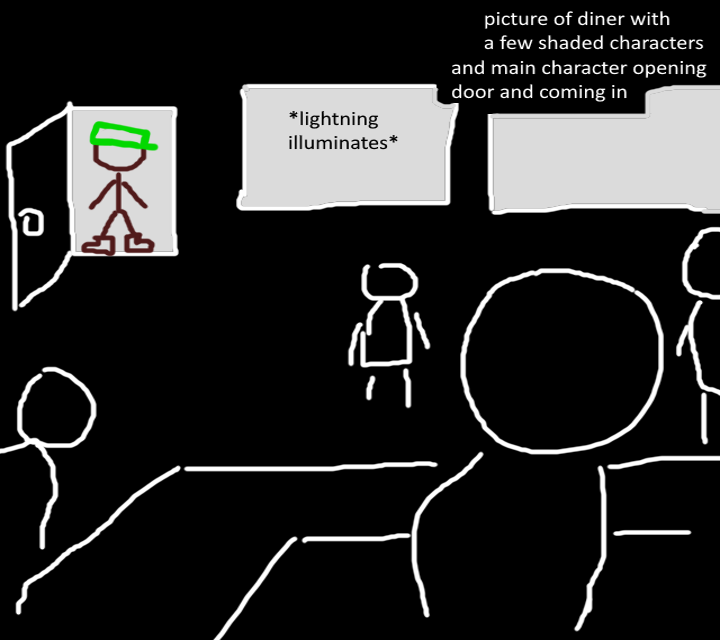 picture of diner with
a few shaded characters
and main character opening
door and coming in
*lightning
illuminates*